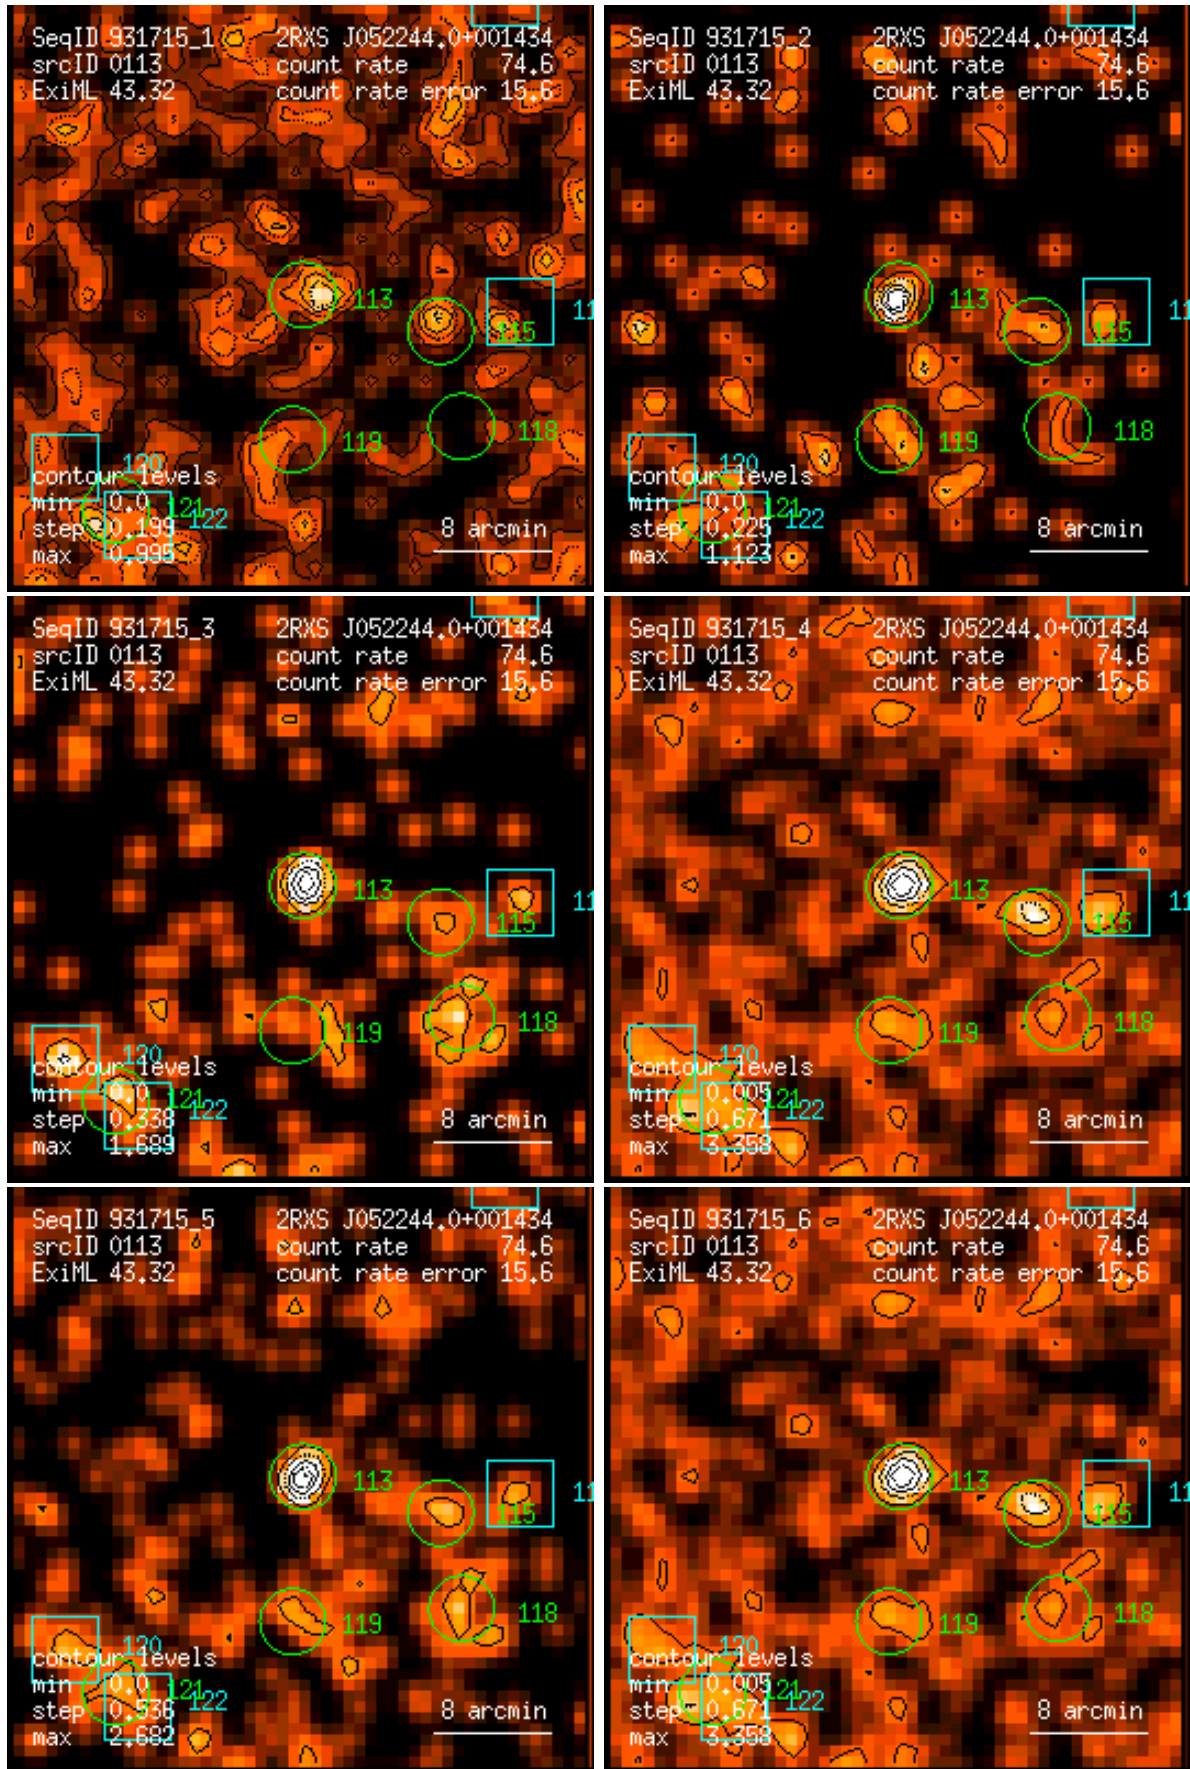 SeqID 931715_1 2RXS J052244.0+001434
srcID 0113 count rate 74.6
ExiML 43.32 count rate error 15.6
113
11
115
118
119
120
contour levels
min 0.0 121 122
step 0.199 8 arcmin
max 0.995
SeqID 931715_2 2RXS J052244.0+001434
srcID 0113 count rate 74.6
ExiML 43.32 count rate error 15.6
113
11
115
118
119
120
contour levels
min 0.0 121 122
step 0.225 8 arcmin
max 1.123
SeqID 931715_3 2RXS J052244.0+001434
srcID 0113 count rate 74.6
ExiML 43.32 count rate error 15.6
113
11
115
118
119
120
contour levels
min 0.0 121 122
step 0.338 8 arcmin
max 1.689
SeqID 931715_4 2RXS J052244.0+001434
srcID 0113 count rate 74.6
ExiML 43.32 count rate error 15.6
113
11
115
118
119
120
contour levels
min 0.005 121 122
step 0.671 8 arcmin
max 3.358
SeqID 931715_5 2RXS J052244.0+001434
srcID 0113 count rate 74.6
ExiML 43.32 count rate error 15.6
113
11
115
118
119
120
contour levels
min 0.0 121 122
step 0.536 8 arcmin
max 2.682
SeqID 931715_6 2RXS J052244.0+001434
srcID 0113 count rate 74.6
ExiML 43.32 count rate error 15.6
113
11
115
118
119
120
contour levels
min 0.005 121 122
step 0.671 8 arcmin
max 3.358